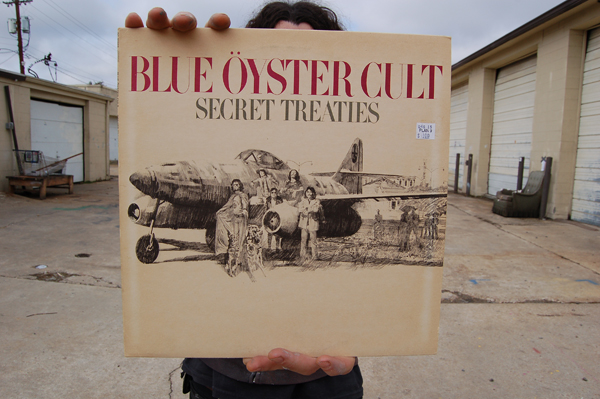 BLUE ÖYSTER CULT
SECRET TREATIES